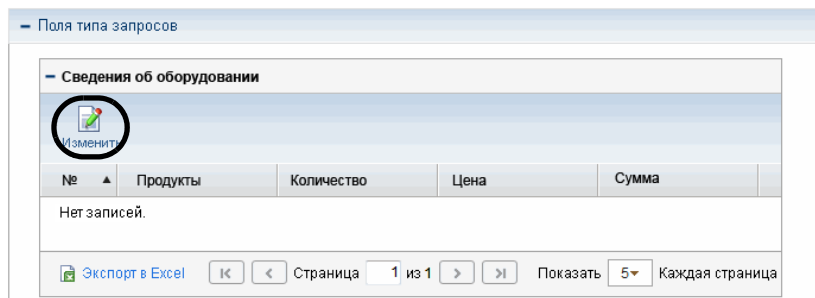 Поля типа запросов
Сведения об оборудовании
Изменить
№ Продукты Количество Цена Сумма
Нет записей.
Экспорт в Excel Страница 1 из 1 Показать 5 Каждая страница